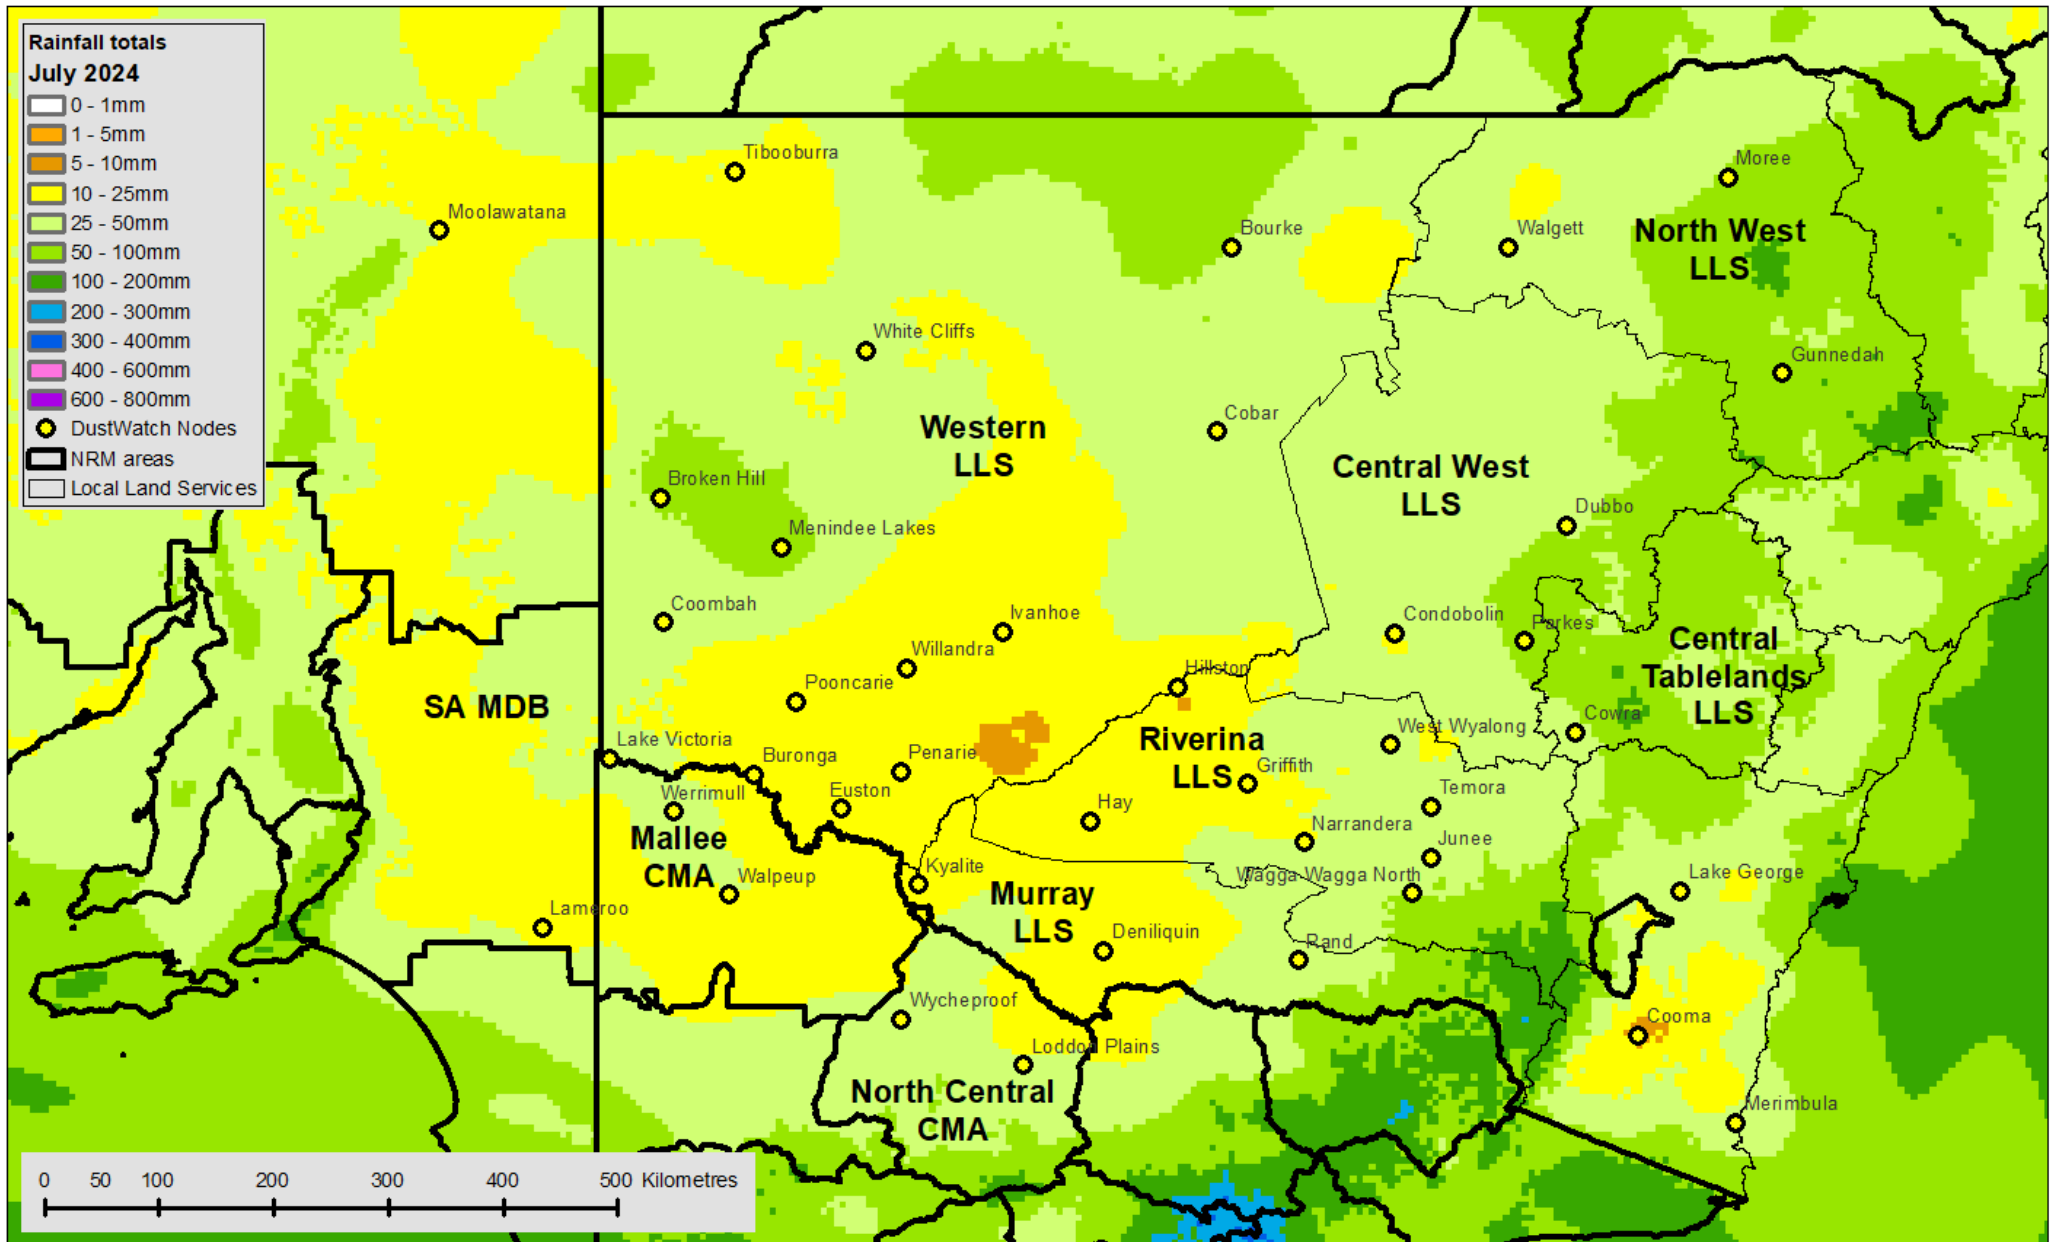 Rainfall totals
July 2024
0 - 1mm
1 - 5mm
5 - 10mm
10 - 25mm
25 - 50mm
50 - 100mm
100 - 200mm
200 - 300mm
300 - 400mm
400 - 600mm
600 - 800mm
DustWatch Nodes
NRM areas
Local Land Services
Tibooburra
Moree
Moolawatana
Bourke
Walgett
North West
LLS
White Cliffs
Gunnedah
Cobar
Western
LLS
Central West
LLS
Broken Hill
Menindee Lakes
Dubbo
Coombah
Ivanhoe
Condobolin
Parkes
Willandra
Central
Tablelands
LLS
Hillston
Pooncarie
SA MDB
Cowra
West Wyalong
Lake Victoria
Buronga
Penarie
Riverina
LLS
Griffith
Werrimull
Euston
Hay
Temora
Narrandera
Junee
Mallee
CMA
Walpeup
Kyalite
Wagga Wagga North
Lake George
Murray
LLS
Lameroo
Deniliquin
Rand
Wycheproof
Cooma
Loddon Plains
North Central
CMA
Merimbula
0 50 100 200 300 400 500 Kilometres